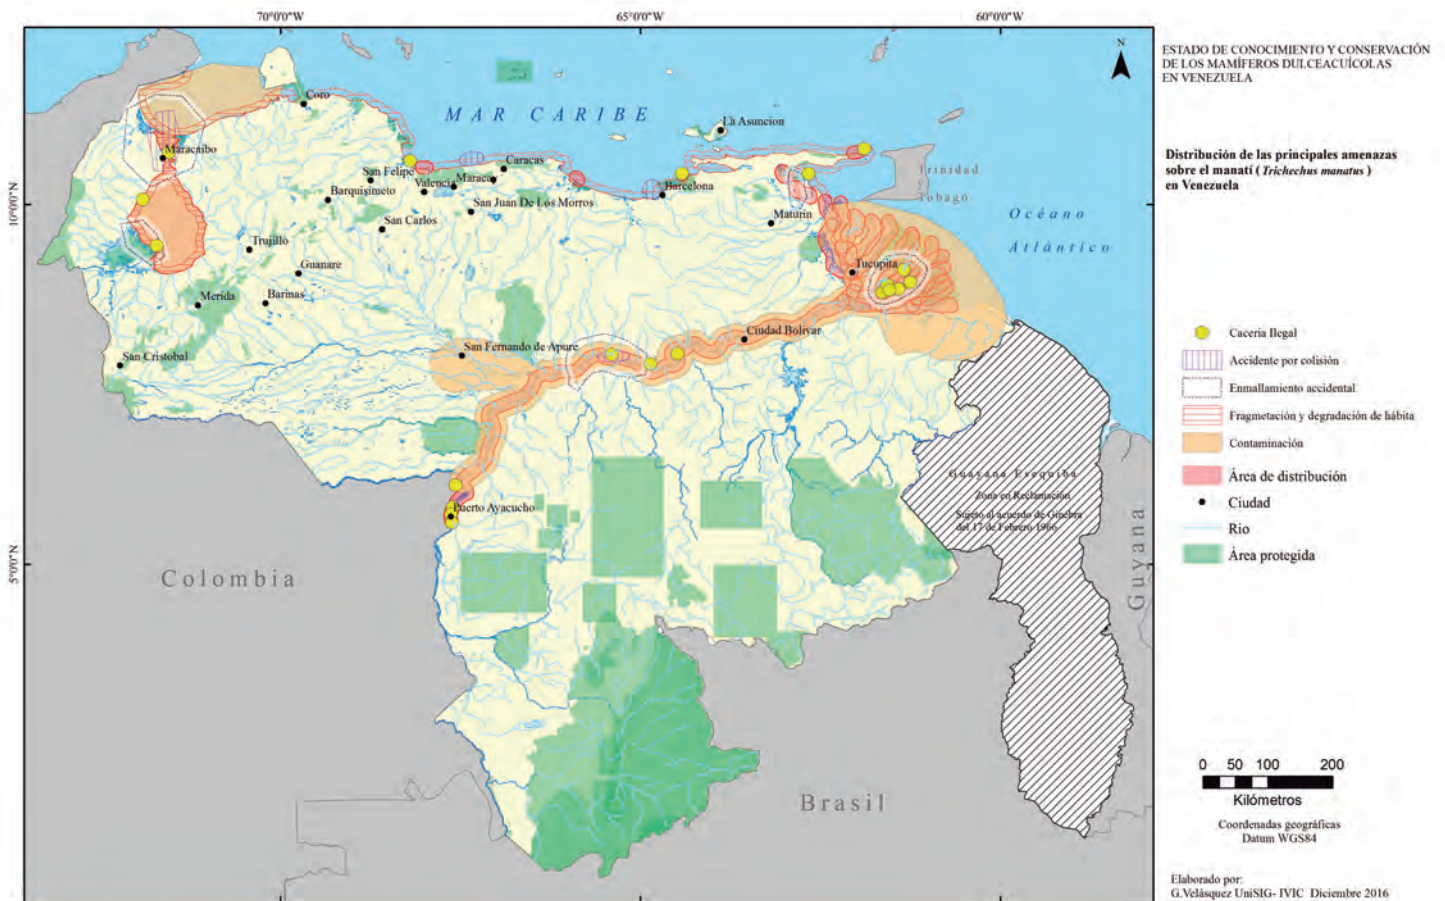 70°0'0"W
65°0'0"W
60°0'0"W
10°0'0"N
5°0'0"N
N
ESTADO DE CONOCIMIENTO Y CONSERVACIÓN
DE LOS MAMÍFEROS DULCEACUÍCOLAS
EN VENEZUELA
Distribución de las principales amenazas
sobre el manatí ( Trichechus manatus )
en Venezuela
MAR CARIBE
Océano
Atlántico
Trinidad
y
Tobago
Coro
La Asuncion
Maracaibo
San Felipe
Caracas
Valencia
Maraca
Barquisimeto
Barcelona
San Juan De Los Morros
San Carlos
Maturin
Trujillo
Guanare
Tucupita
Merida
Barinas
Ciudad Bolivar
San Fernando de Apure
San Cristobal
Puerto Ayacucho
Guayana Esequiba
Zona en Reclamación
Sujeto al acuerdo de Ginebra
del 17 de Febrero 1966
Colombia
Brasil
Guyana
Cacería Ilegal
Accidente por colisión
Enmallamiento accidental
Fragmetación y degradación de hábita
Contaminación
Área de distribución
Ciudad
Rio
Área protegida
0 50 100 200
Kilómetros
Coordenadas geográficas
Datum WGS84
Elaborado por:
G.Velásquez UniSIG- IVIC Diciembre 2016